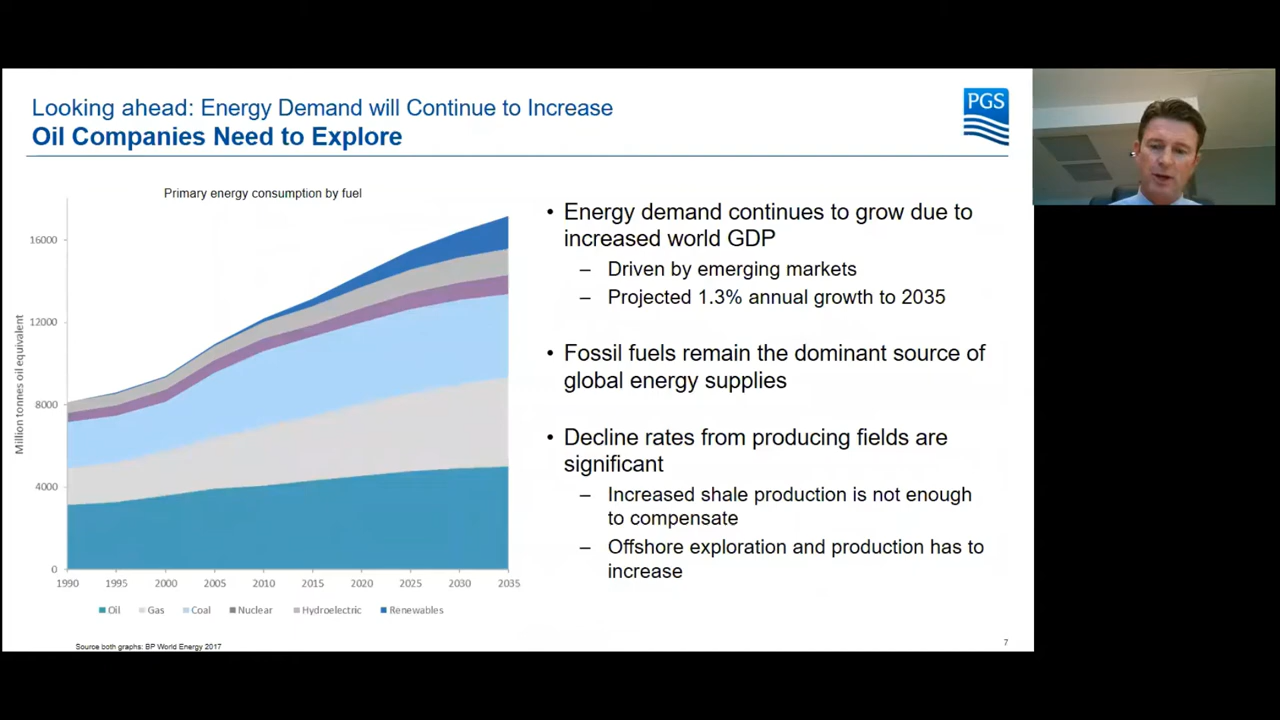 Looking ahead: Energy Demand will Continue to Increase
Oil Companies Need to Explore
PGS
Primary energy consumption by fuel
Million tonnes oil equivalent
16000
12000
8000
4000
0
1990 1995 2000 2005 2010 2015 2020 2025 2030 2035
Oil Gas Coal Nuclear Hydroelectric Renewables
Source both graphs: BP World Energy 2017
• Energy demand continues to grow due to
increased world GDP
– Driven by emerging markets
– Projected 1.3% annual growth to 2035
• Fossil fuels remain the dominant source of
global energy supplies
• Decline rates from producing fields are
significant
– Increased shale production is not enough
to compensate
– Offshore exploration and production has to
increase
7